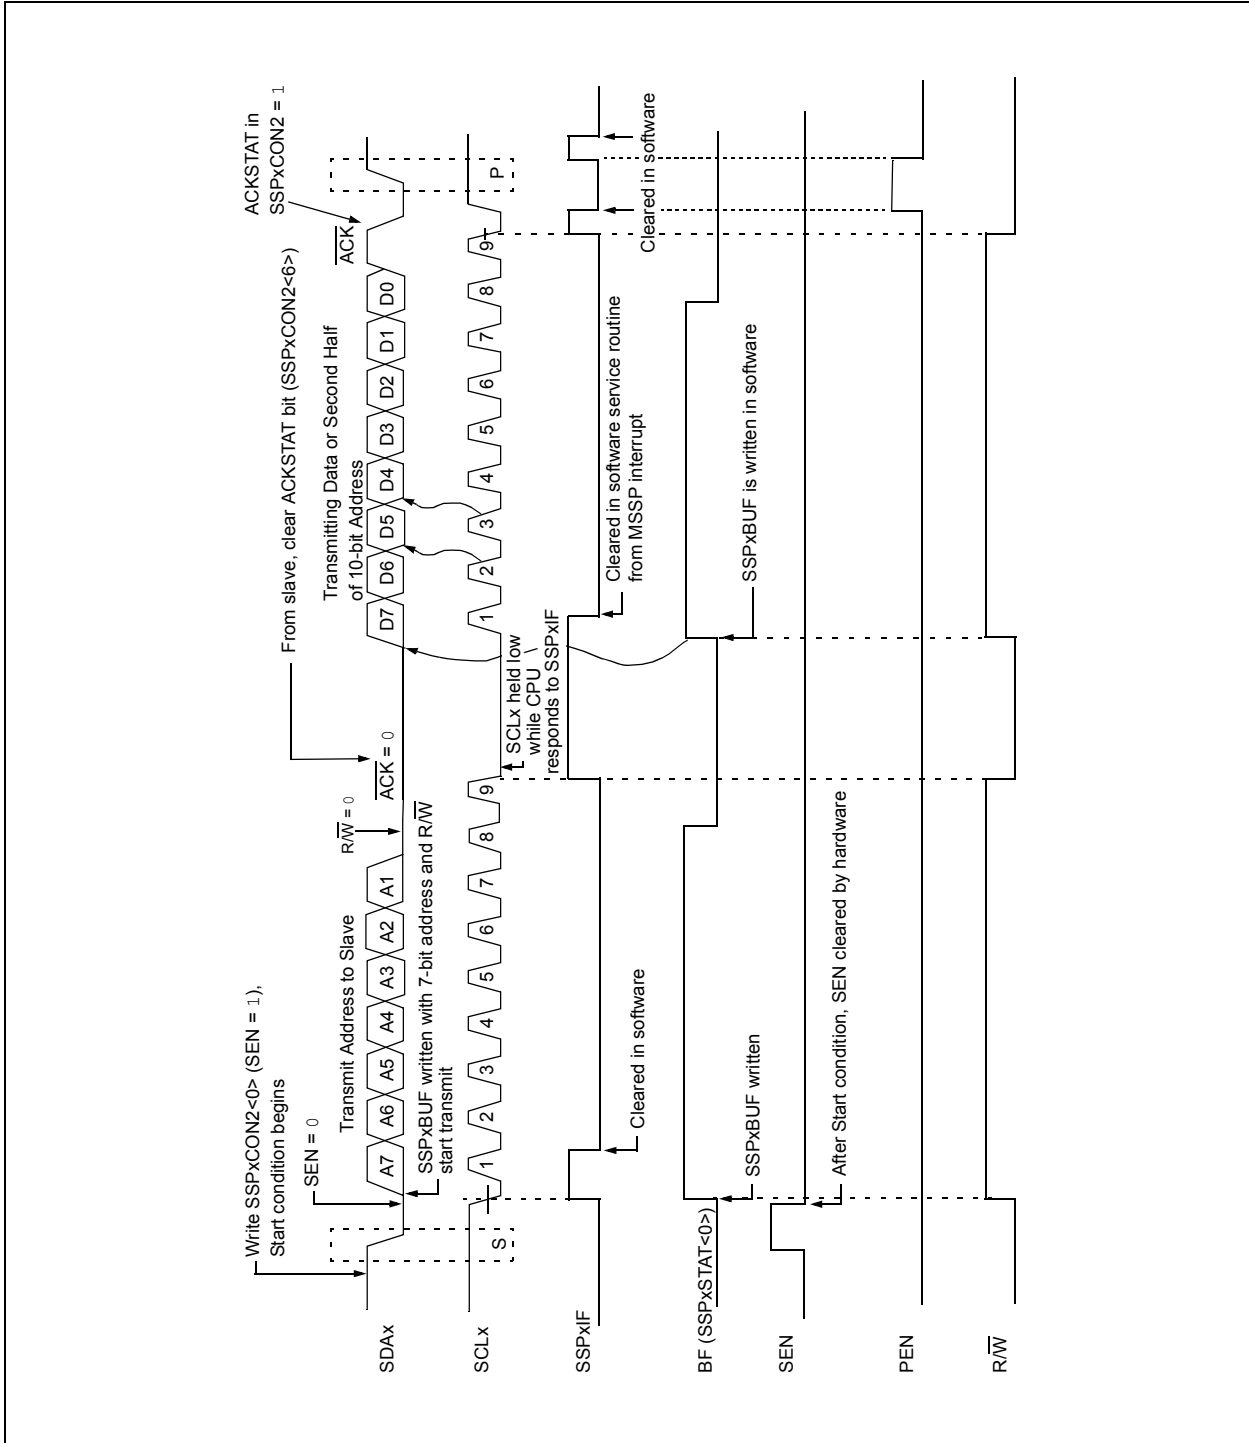 Write SSPxCON2<0> (SEN = 1),
Start condition begins
From slave, clear ACKSTAT bit (SSPxCON2<6>)
ACKSTAT in
SSPxCON2 = 1
SEN = 0
Transmit Address to Slave
R/W = 0
ACK = 0
Transmitting Data or Second Half
of 10-bit Address
ACK
SDAx
A7 A6 A5 A4 A3 A2 A1
D7 D6 D5 D4 D3 D2 D1 D0
SSPxBUF written with 7-bit address and R/W
start transmit
SCLx
S
1 2 3 4 5 6 7 8 9
1 2 3 4 5 6 7 8 9
P
SCLx held low
while CPU
responds to SSPxIF
SSPxIF
Cleared in software
Cleared in software service routine
from MSSP interrupt
Cleared in software
BF (SSPxSTAT<0>)
SSPxBUF written
SSPxBUF is written in software
SEN
After Start condition, SEN cleared by hardware
PEN
R/W